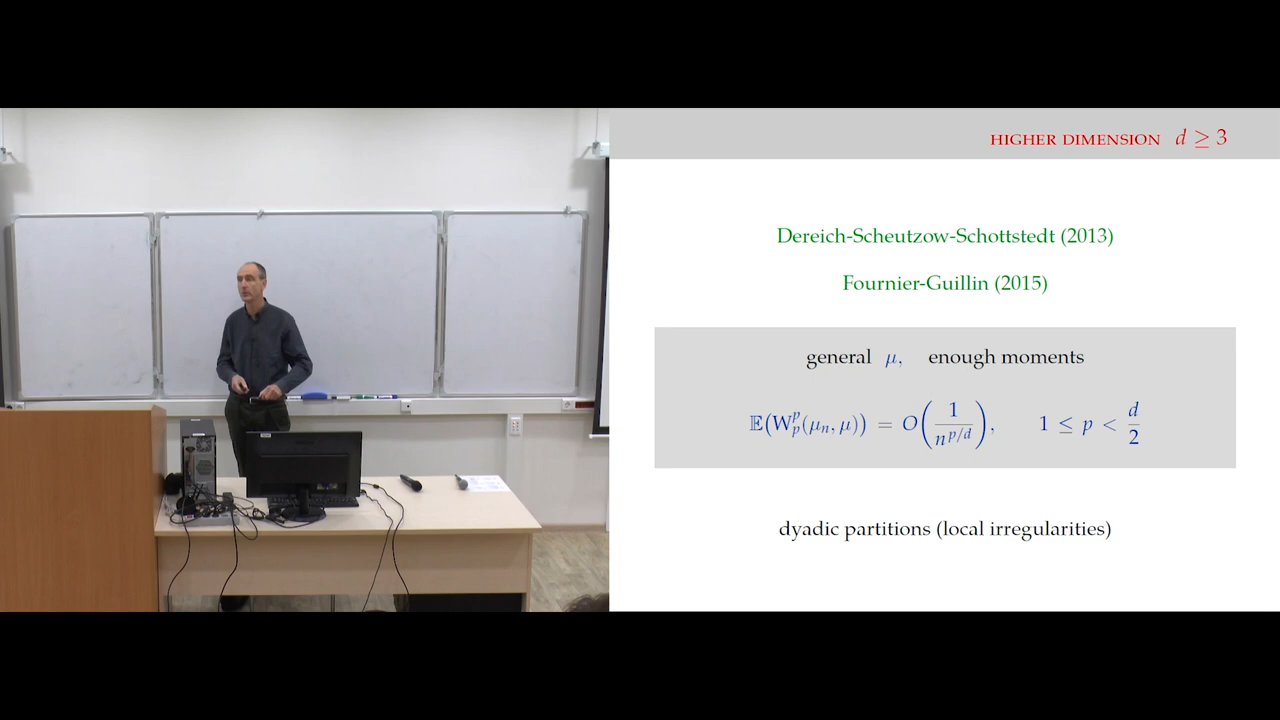 HIGHER DIMENSION d ≥ 3
Dereich-Scheutzow-Schottstedt (2013)
Fournier-Guillin (2015)
general μ, enough moments
𝔼(W_p^p(μ_n, μ)) = O(1/n^{p/d}), 1 ≤ p < d/2
dyadic partitions (local irregularities)